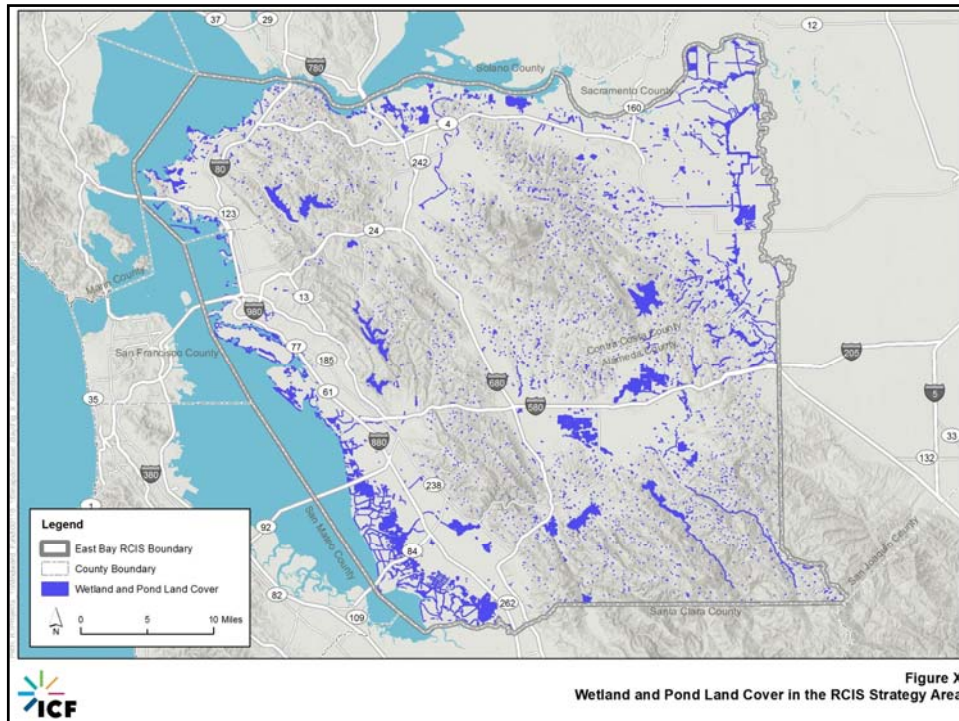 37
29
12
780
Solano County
Sacramento County
160
4
80
242
123
24
Marin County
13
980
Contra Costa County
Alameda County
San Francisco County
77
185
205
61
680
580
5
35
880
33
132
380
238
1
92
San Mateo County
84
San Joaquin County
82
262
109
Santa Clara County
Legend
East Bay RCIS Boundary
County Boundary
Wetland and Pond Land Cover
N
0 5 10 Miles
ICF
Figure X
Wetland and Pond Land Cover in the RCIS Strategy Area